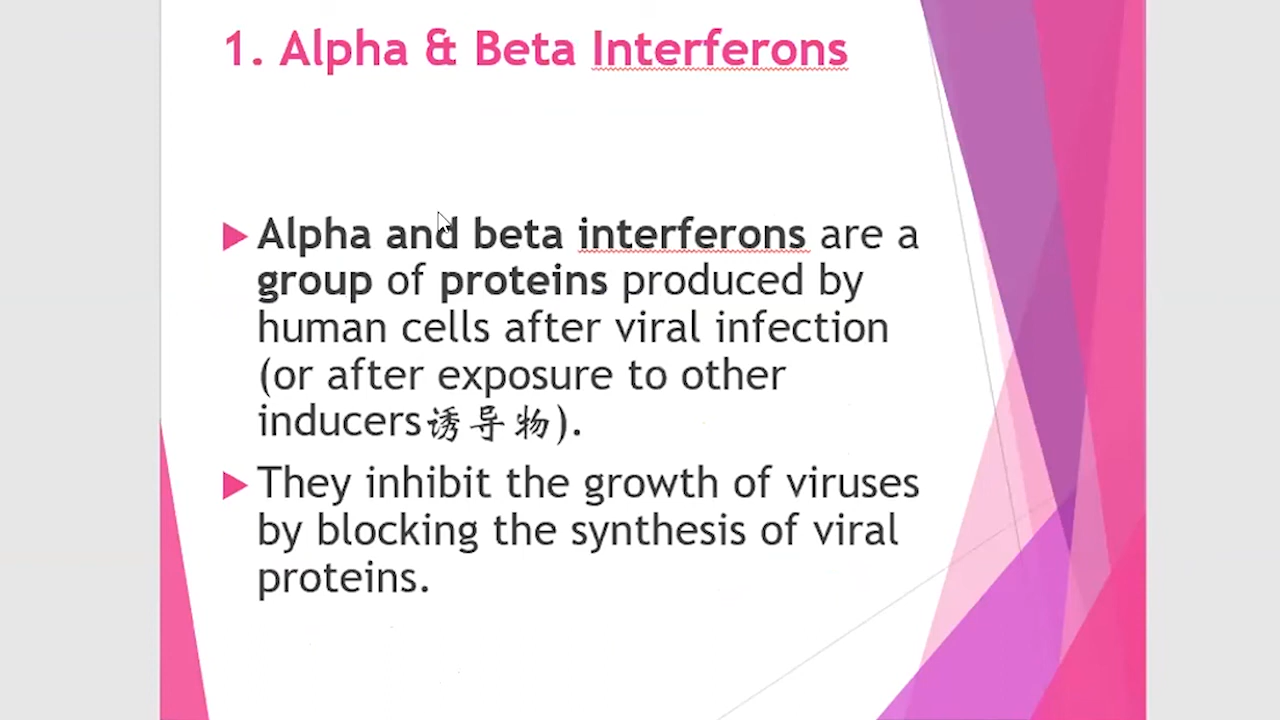 1. Alpha & Beta Interferons
Alpha and beta interferons are a
group of proteins produced by
human cells after viral infection
(or after exposure to other
inducers诱导物).
They inhibit the growth of viruses
by blocking the synthesis of viral
proteins.